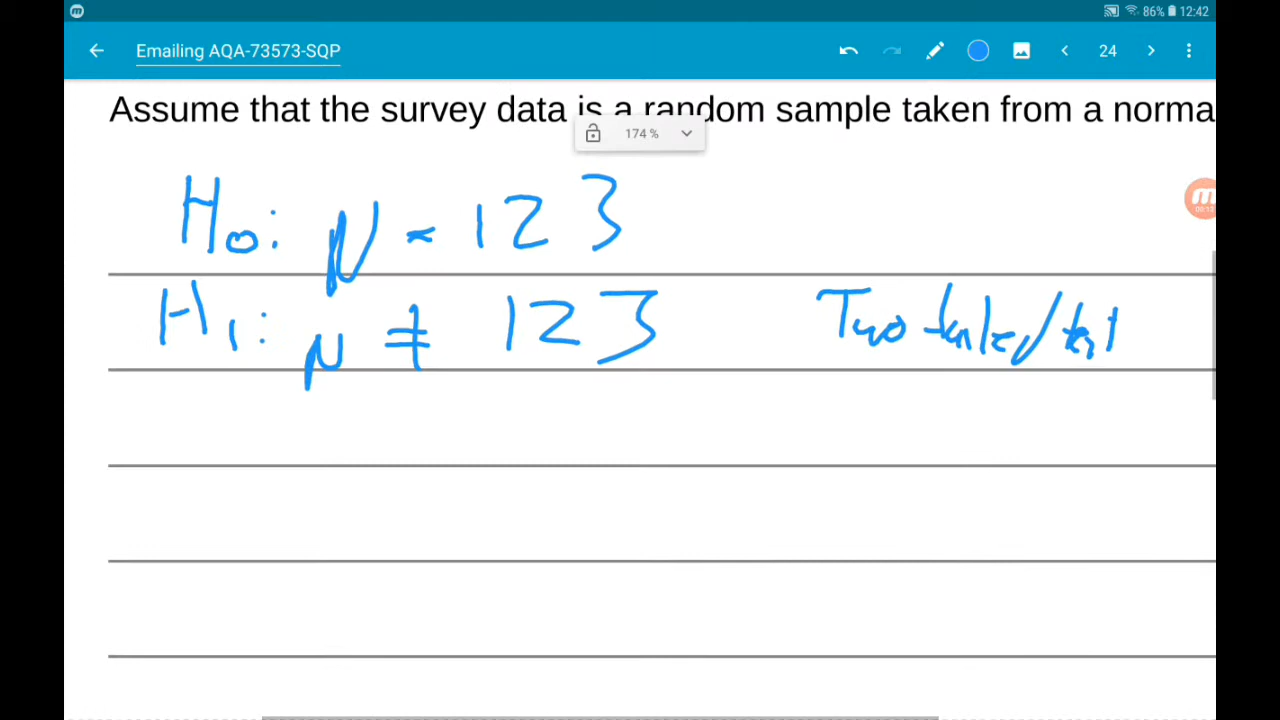 86% 12:42
Emailing AQA-73573-SQP
24
Assume that the survey data is a random sample taken from a norma
174 %
H₀: μ = 123
H₁: μ ≠ 123 Two tailed test